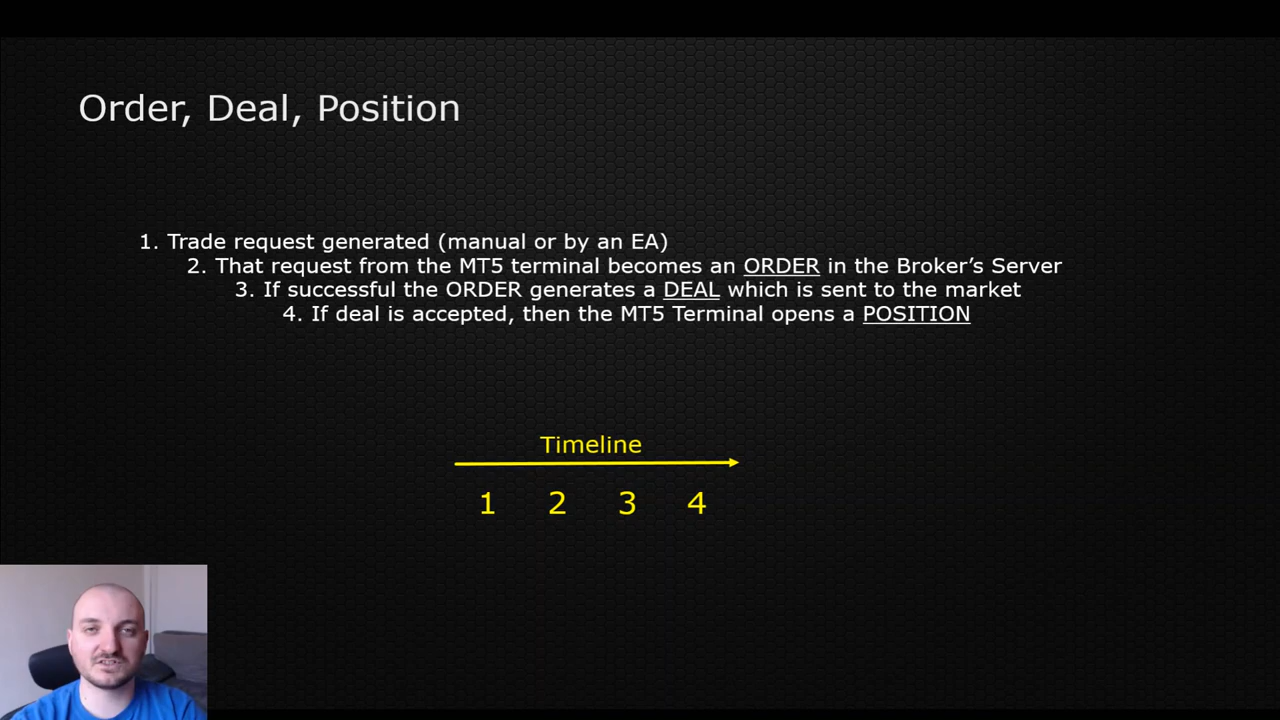 Order, Deal, Position
1. Trade request generated (manual or by an EA)
2. That request from the MT5 terminal becomes an ORDER in the Broker’s Server
3. If successful the ORDER generates a DEAL which is sent to the market
4. If deal is accepted, then the MT5 Terminal opens a POSITION
Timeline
1 2 3 4